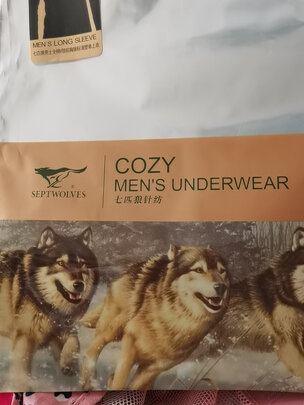 MEN'S LONG SLEEVE
COZY
MEN'S UNDERWEAR
SEPTWOLVES
七匹狼针纺